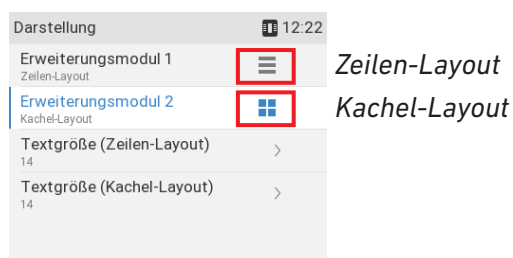 Darstellung 12:22
Erweiterungsmodul 1
Zeilen-Layout
Zeilen-Layout
Erweiterungsmodul 2
Kachel-Layout
Kachel-Layout
Textgröße (Zeilen-Layout)
14
Textgröße (Kachel-Layout)
14